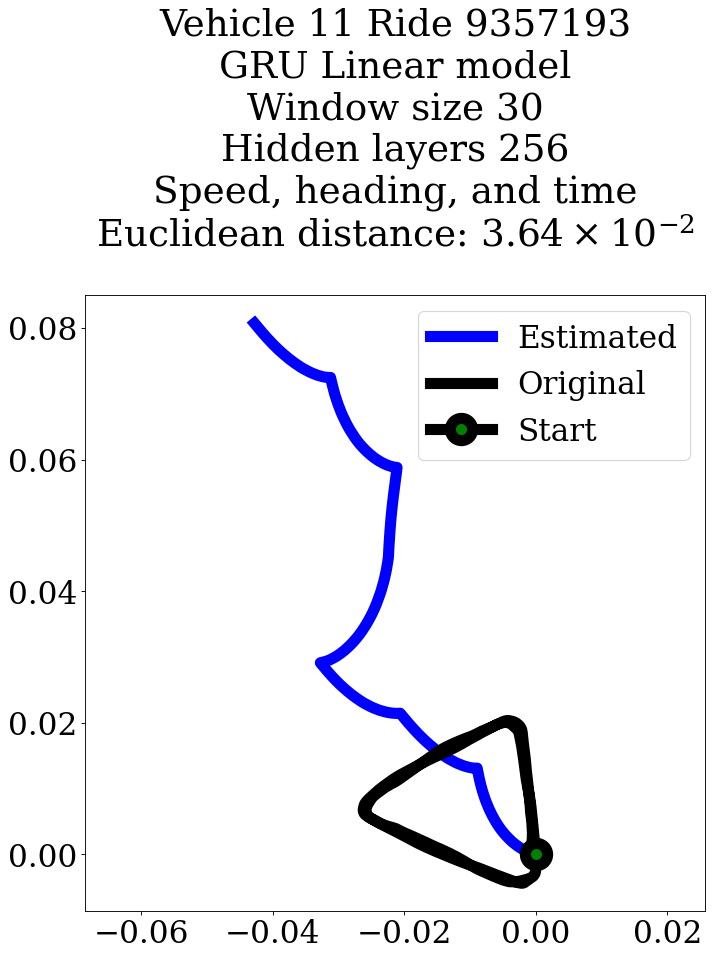 Vehicle 11 Ride 9357193
GRU Linear model
Window size 30
Hidden layers 256
Speed, heading, and time
Euclidean distance: 3.64 × 10⁻²
Estimated
Original
Start
0.08
0.06
0.04
0.02
0.00
−0.06 −0.04 −0.02 0.00 0.02